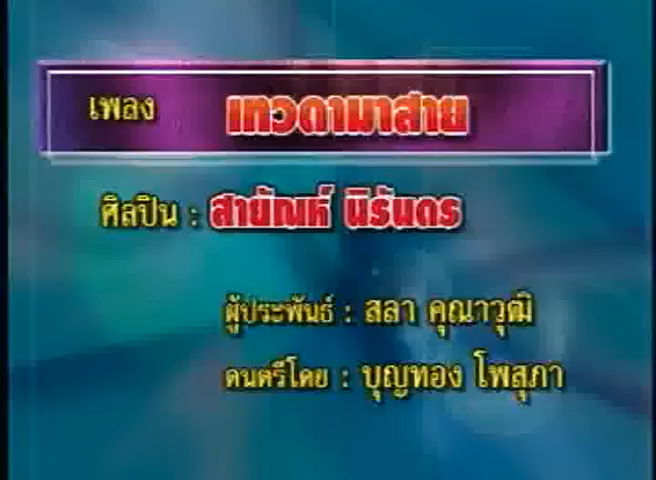 เพลง เทวดามาสาย
ศิลปิน : สายัณห์ นิรันดร
ผู้ประพันธ์ : สลา คุณาวุฒิ
ดนตรีโดย : บุญทอง โพสุภา